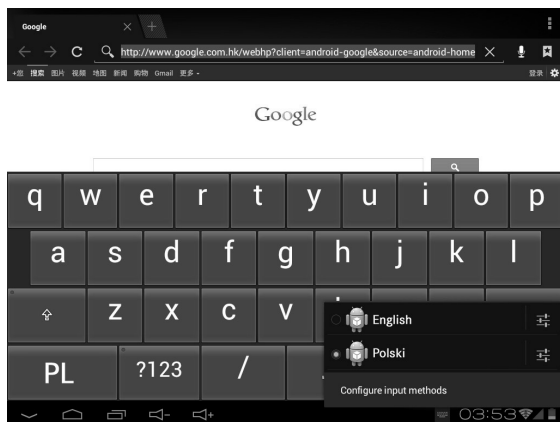 Google
http://www.google.com.hk/webhp?client=android-google&source=android-home
+您 搜索 图片 视频 地图 新闻 购物 Gmail 更多
登录
Google
q w e r t y u i o p
a s d f g h j k l
z x c v
English
PL ?123 /
Polski
Configure input methods
03:53